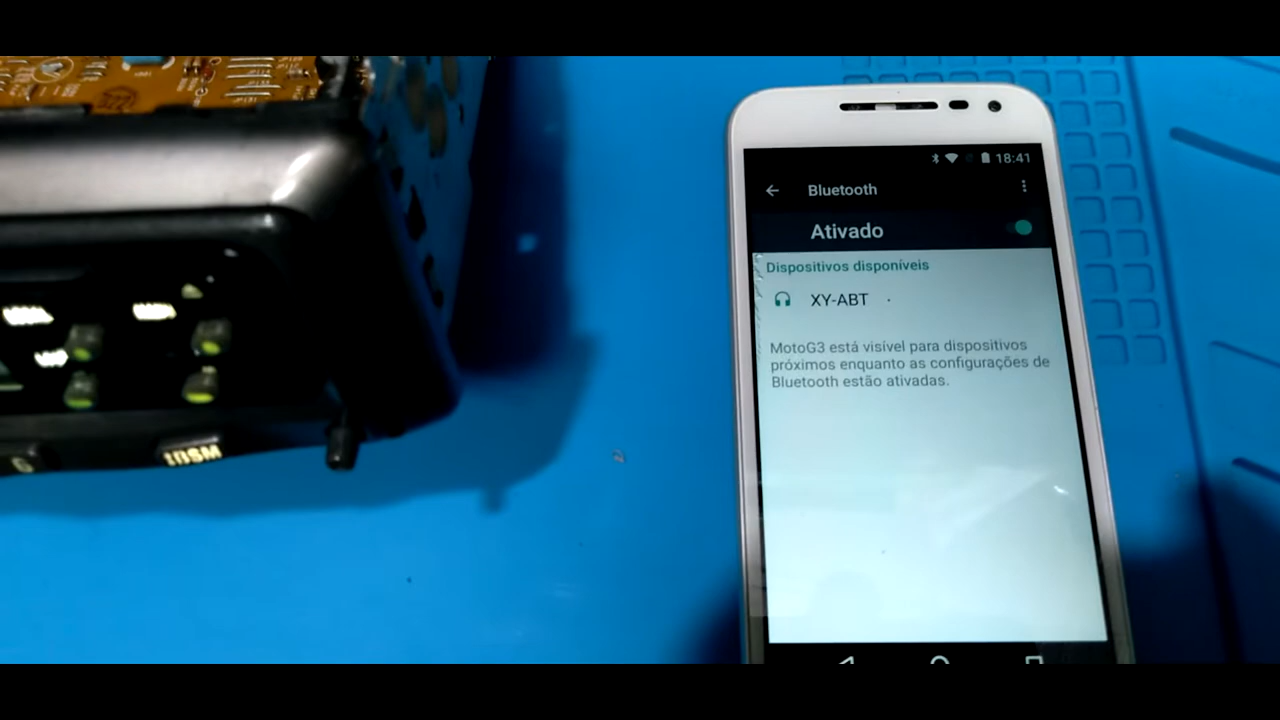 18:41
Bluetooth
Ativado
Dispositivos disponíveis
XY-ABT
MotoG3 está visível para dispositivos
próximos enquanto as configurações de
Bluetooth estão ativadas.